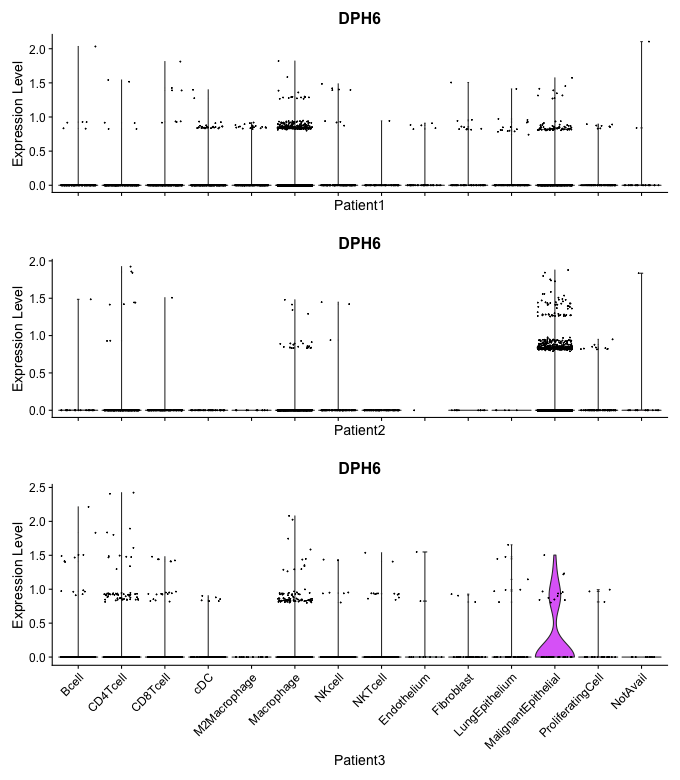 DPH6
Expression Level
2.0
1.5
1.0
0.5
0.0
Patient1
DPH6
Expression Level
2.0
1.5
1.0
0.5
0.0
Patient2
DPH6
Expression Level
2.5
2.0
1.5
1.0
0.5
0.0
Bcell
CD4Tcell
CD8Tcell
cDC
M2Macrophage
Macrophage
NKcell
NKTcell
Endothelium
Fibroblast
LungEpithelium
MalignantEpithelial
ProliferatingCell
NotAvail
Patient3